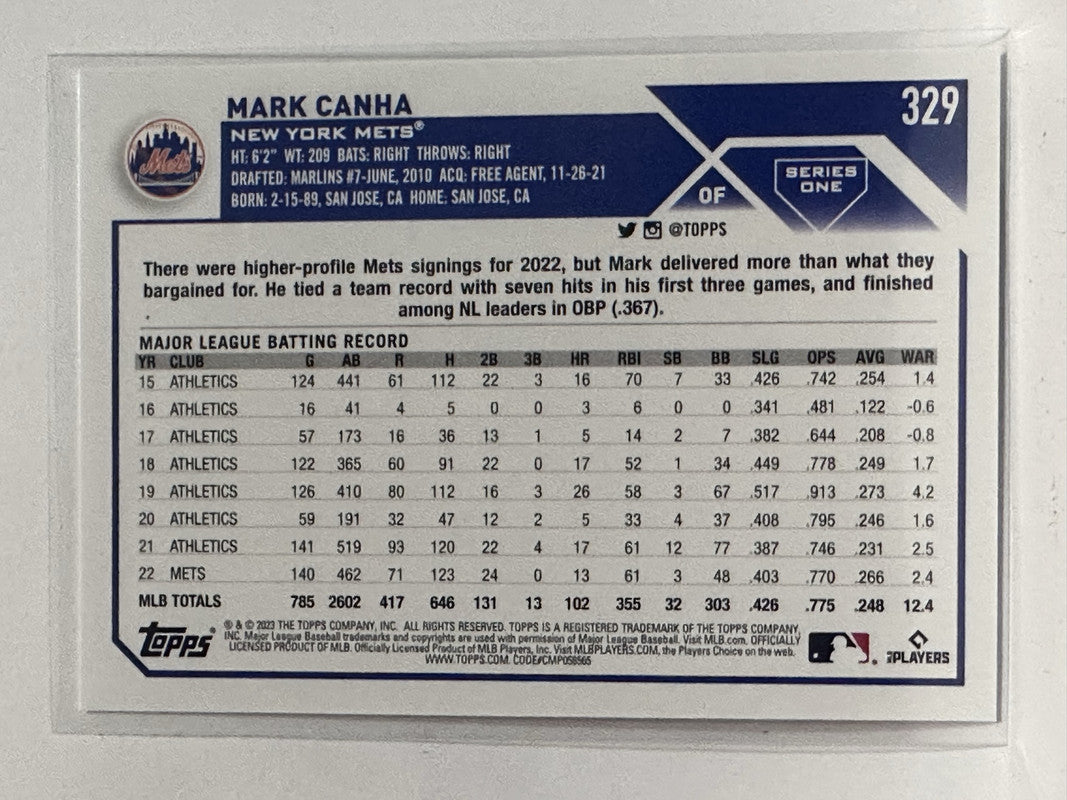 329
MARK CANHA
Mets
NEW YORK METS®
HT: 6'2" WT: 209 BATS: RIGHT THROWS: RIGHT
DRAFTED: MARLINS #7-JUNE, 2010 ACQ: FREE AGENT, 11-26-21
BORN: 2-15-89, SAN JOSE, CA HOME: SAN JOSE, CA
OF
SERIES
ONE
@TOPPS
There were higher-profile Mets signings for 2022, but Mark delivered more than what they
bargained for. He tied a team record with seven hits in his first three games, and finished
among NL leaders in OBP (.367).
MAJOR LEAGUE BATTING RECORD
YR CLUB G AB R H 2B 3B HR RBI SB BB SLG OPS AVG WAR
15 ATHLETICS 124 441 61 112 22 3 16 70 7 33 .426 .742 .254 1.4
16 ATHLETICS 16 41 4 5 0 0 3 6 0 0 .341 .481 .122 -0.6
17 ATHLETICS 57 173 16 36 13 1 5 14 2 7 .382 .644 .208 -0.8
18 ATHLETICS 122 365 60 91 22 0 17 52 1 34 .449 .778 .249 1.7
19 ATHLETICS 126 410 80 112 16 3 26 58 3 67 .517 .913 .273 4.2
20 ATHLETICS 59 191 32 47 12 2 5 33 4 37 .408 .795 .246 1.6
21 ATHLETICS 141 519 93 120 22 4 17 61 12 77 .387 .746 .231 2.5
22 METS 140 462 71 123 24 0 13 61 3 48 .403 .770 .266 2.4
MLB TOTALS 785 2602 417 646 131 13 102 355 32 303 .426 .775 .248 12.4
Topps®
® & © 2023 THE TOPPS COMPANY, INC. ALL RIGHTS RESERVED. TOPPS IS A REGISTERED TRADEMARK OF THE TOPPS COMPANY,
INC. Major League Baseball trademarks and copyrights are used with permission of Major League Baseball. Visit MLB.com. OFFICIALLY
LICENSED PRODUCT OF MLB. Officially Licensed Product of MLB Players, Inc. Visit MLBPLAYERS.COM, the Players Choice on the web.
WWW.TOPPS.COM. CODE#CMP058565
PLAYERS